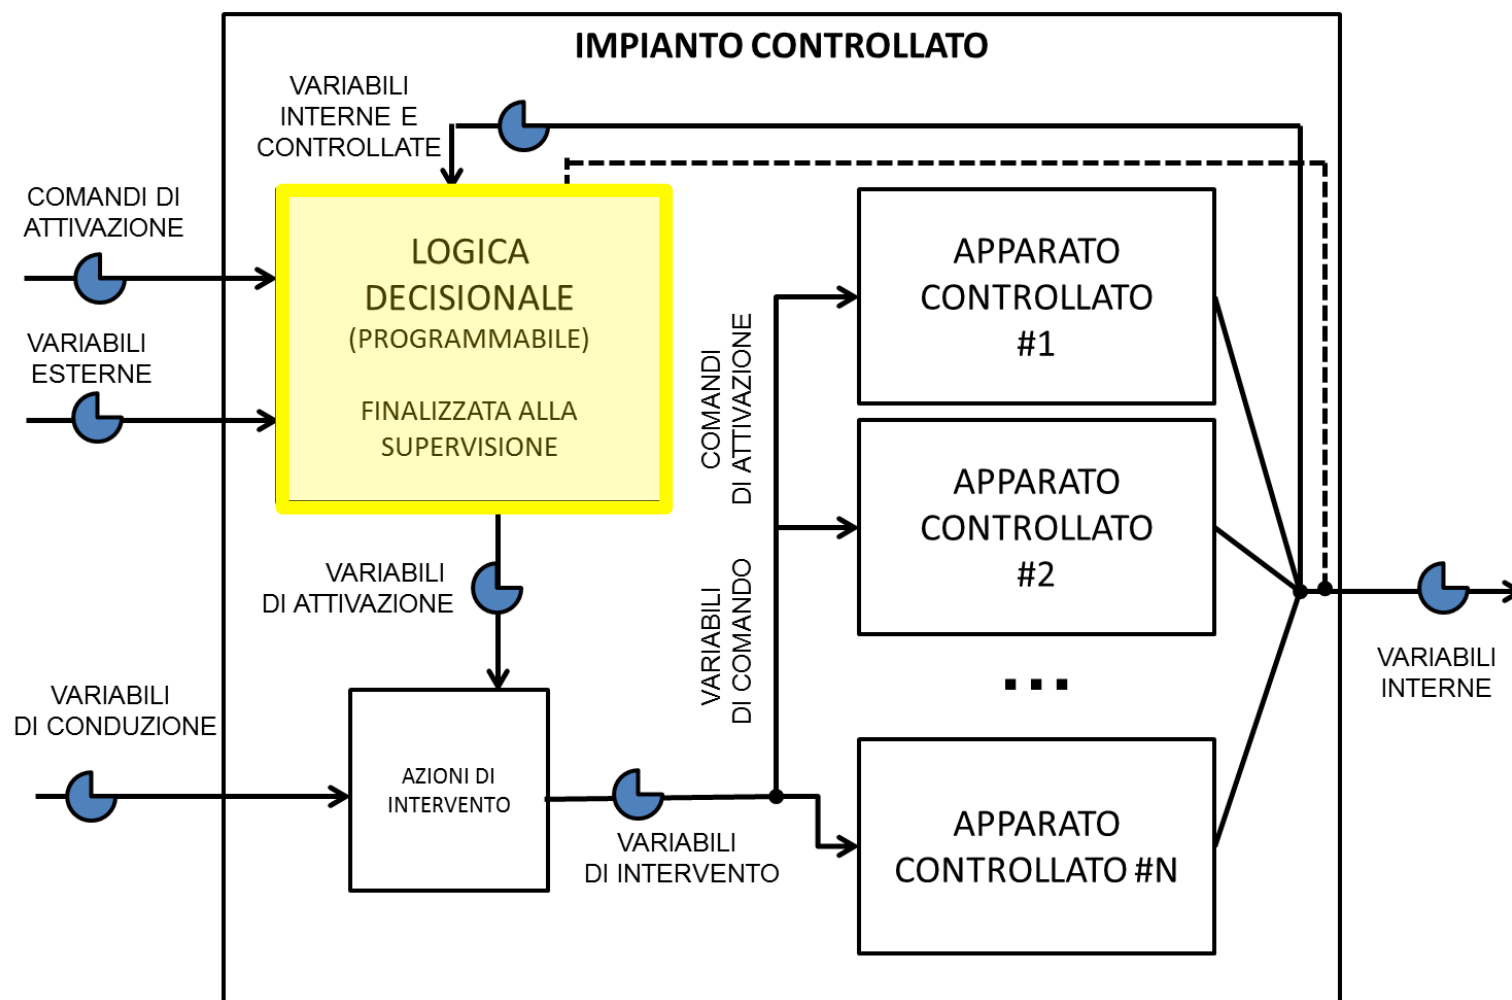 IMPIANTO CONTROLLATO
VARIABILI
INTERNE E
CONTROLLATE
COMANDI DI
ATTIVAZIONE
VARIABILI
ESTERNE
LOGICA
DECISIONALE
(PROGRAMMABILE)
FINALIZZATA ALLA
SUPERVISIONE
VARIABILI
DI ATTIVAZIONE
VARIABILI
DI CONDUZIONE
AZIONI DI
INTERVENTO
VARIABILI
DI INTERVENTO
COMANDI
DI ATTIVAZIONE
VARIABILI
DI COMANDO
APPARATO
CONTROLLATO
#1
APPARATO
CONTROLLATO
#2
...
APPARATO
CONTROLLATO #N
VARIABILI
INTERNE